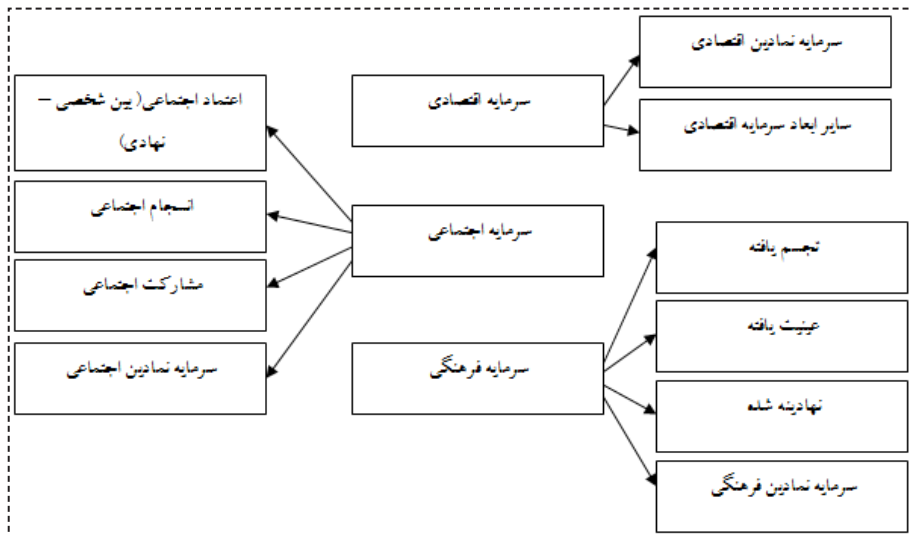 سرمایه نمادین اقتصادی
سرمایه اقتصادی
سایر ابعاد سرمایه اقتصادی
اعتماد اجتماعی( بین شخصی –
نهادی)
انسجام اجتماعی
سرمایه اجتماعی
مشارکت اجتماعی
سرمایه نمادین اجتماعی
تجسم یافته
عینیت یافته
سرمایه فرهنگی
نهادینه شده
سرمایه نمادین فرهنگی